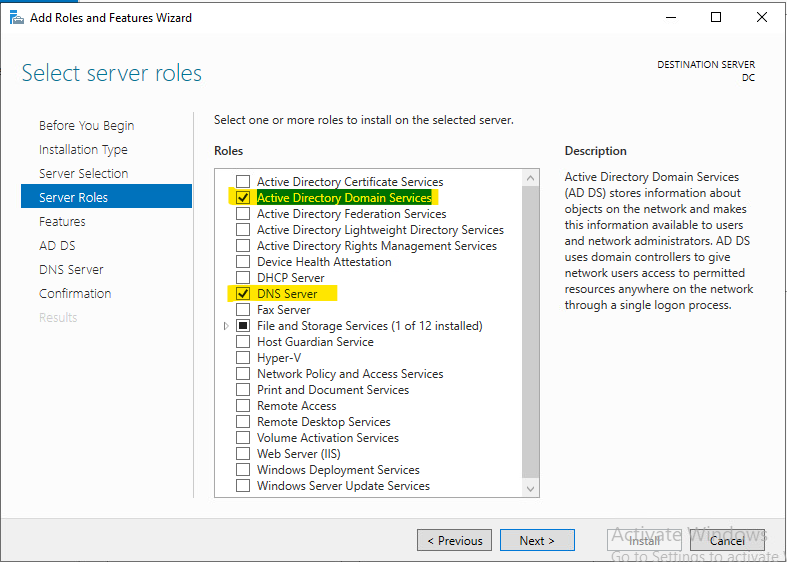 Add Roles and Features Wizard
Select server roles
DESTINATION SERVER
DC
Before You Begin
Installation Type
Server Selection
Server Roles
Features
AD DS
DNS Server
Confirmation
Results
Select one or more roles to install on the selected server.
Roles
Active Directory Certificate Services
Active Directory Domain Services
Active Directory Federation Services
Active Directory Lightweight Directory Services
Active Directory Rights Management Services
Device Health Attestation
DHCP Server
DNS Server
Fax Server
File and Storage Services (1 of 12 installed)
Host Guardian Service
Hyper-V
Network Policy and Access Services
Print and Document Services
Remote Access
Remote Desktop Services
Volume Activation Services
Web Server (IIS)
Windows Deployment Services
Windows Server Update Services
Description
Active Directory Domain Services
(AD DS) stores information about
objects on the network and makes
this information available to users
and network administrators. AD DS
uses domain controllers to give
network users access to permitted
resources anywhere on the network
through a single logon process.
< Previous
Next >
Install
Cancel
Activate Windows
Go to Settings to activate